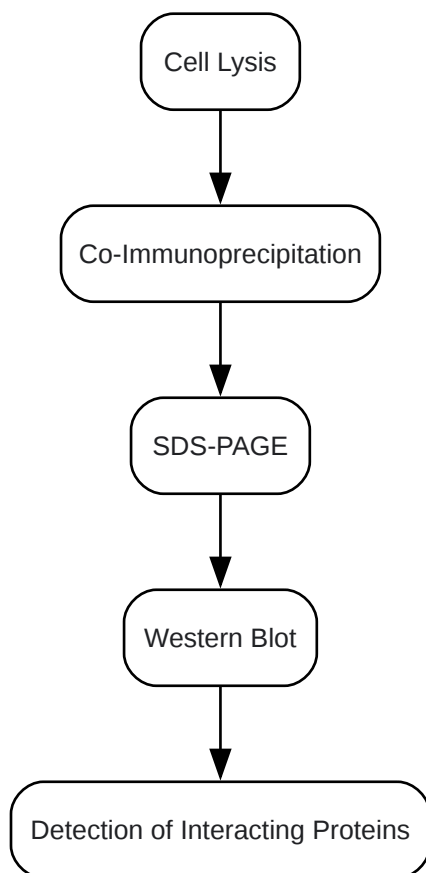 Cell Lysis
Co-Immunoprecipitation
SDS-PAGE
Western Blot
Detection of Interacting Proteins